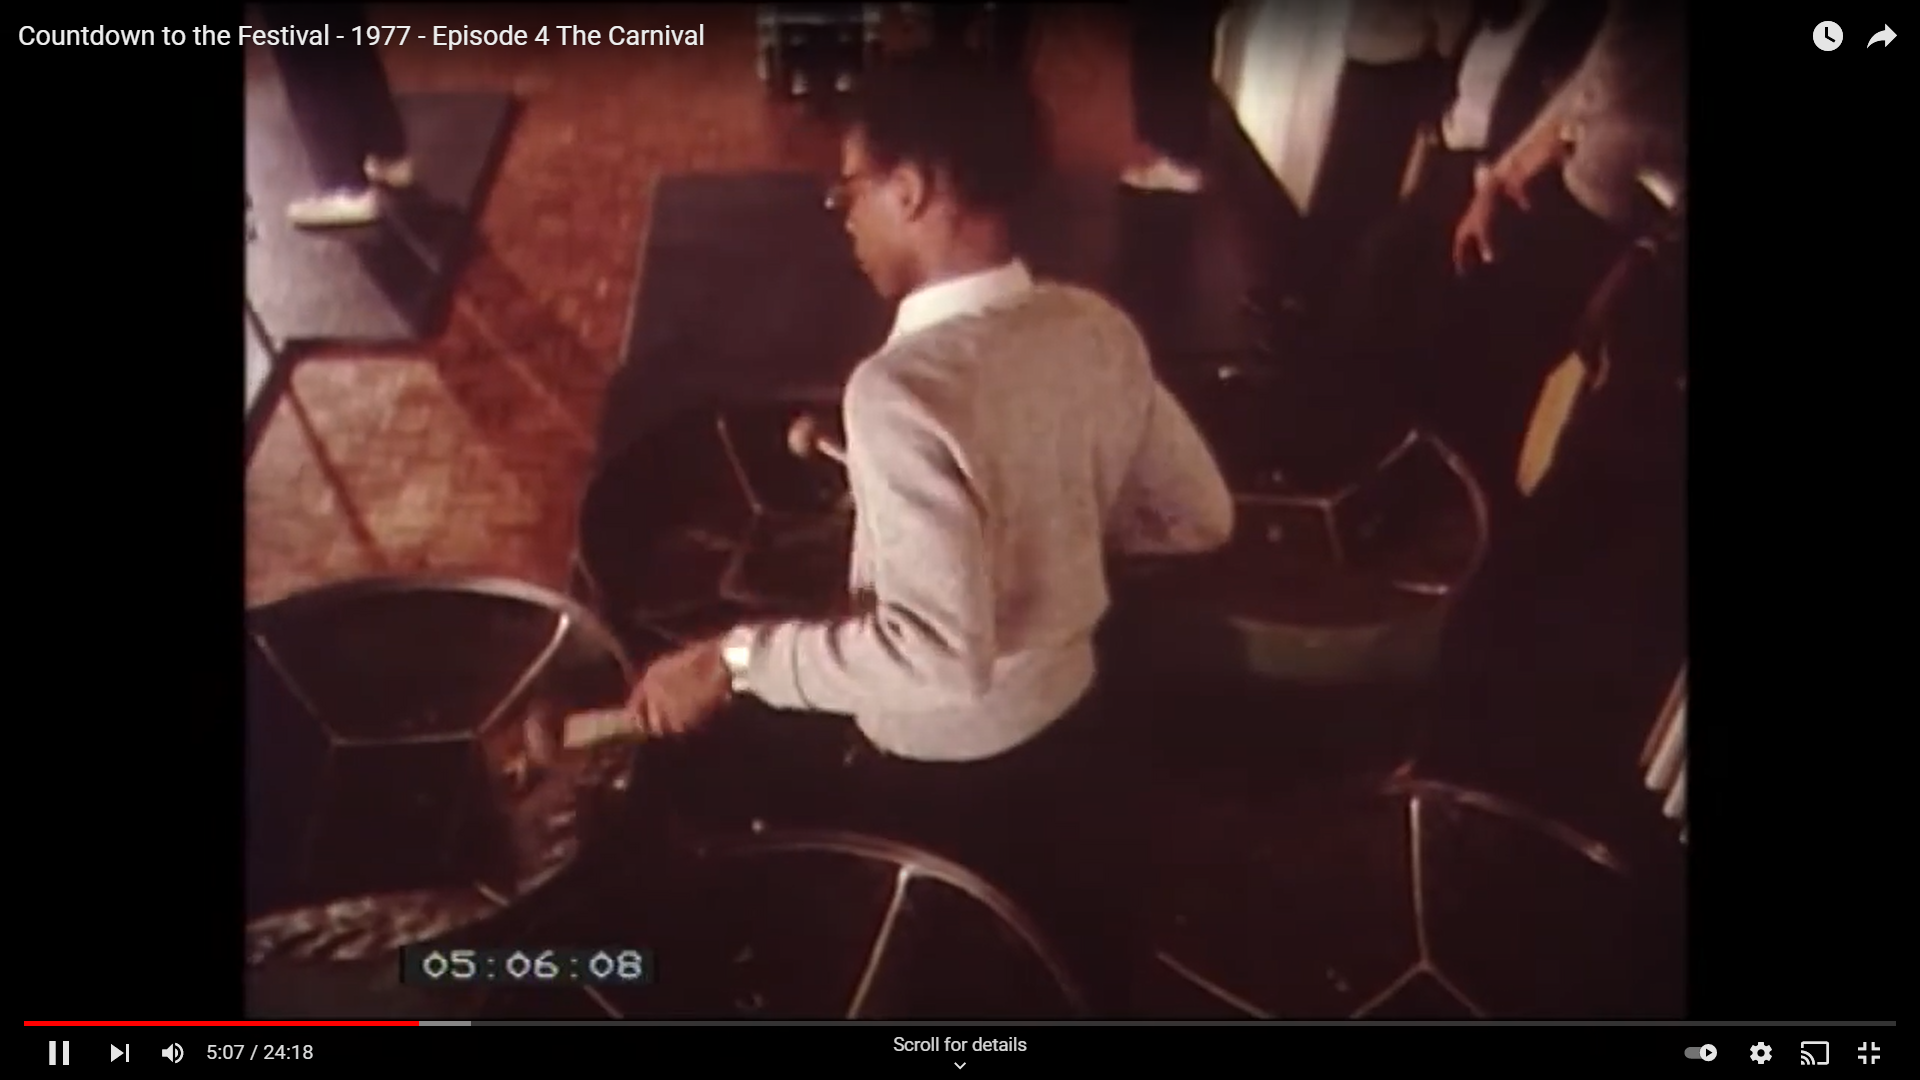 Countdown to the Festival - 1977 - Episode 4 The Carnival
05:06:08
5:07 / 24:18
Scroll for details